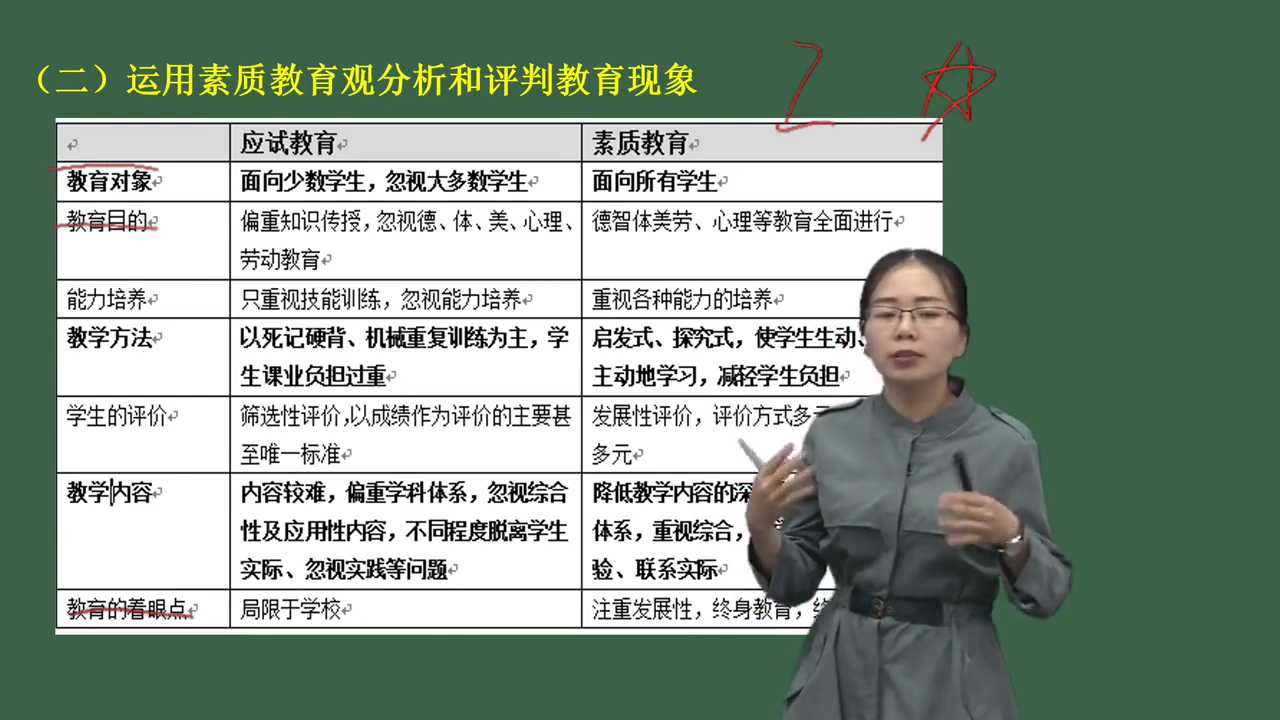 （二）运用素质教育观分析和评判教育现象
应试教育 素质教育
教育对象 面向少数学生，忽视大多数学生 面向所有学生
教育目的 偏重知识传授，忽视德、体、美、心理、 德智体美劳、心理等教育全面进行
劳动教育
能力培养 只重视技能训练，忽视能力培养 重视各种能力的培养
教学方法 以死记硬背、机械重复训练为主，学 启发式、探究式，使学生生动、
生课业负担过重 主动地学习，减轻学生负担
学生的评价 筛选性评价，以成绩作为评价的主要甚 发展性评价，评价方式多
至唯一标准 多元
教学内容 内容较难，偏重学科体系，忽视综合 降低教学内容的深
性及应用性内容，不同程度脱离学生 体系，重视综合，
实际、忽视实践等问题 验、联系实际
教育的着眼点 局限于学校 注重发展性，终身教育，